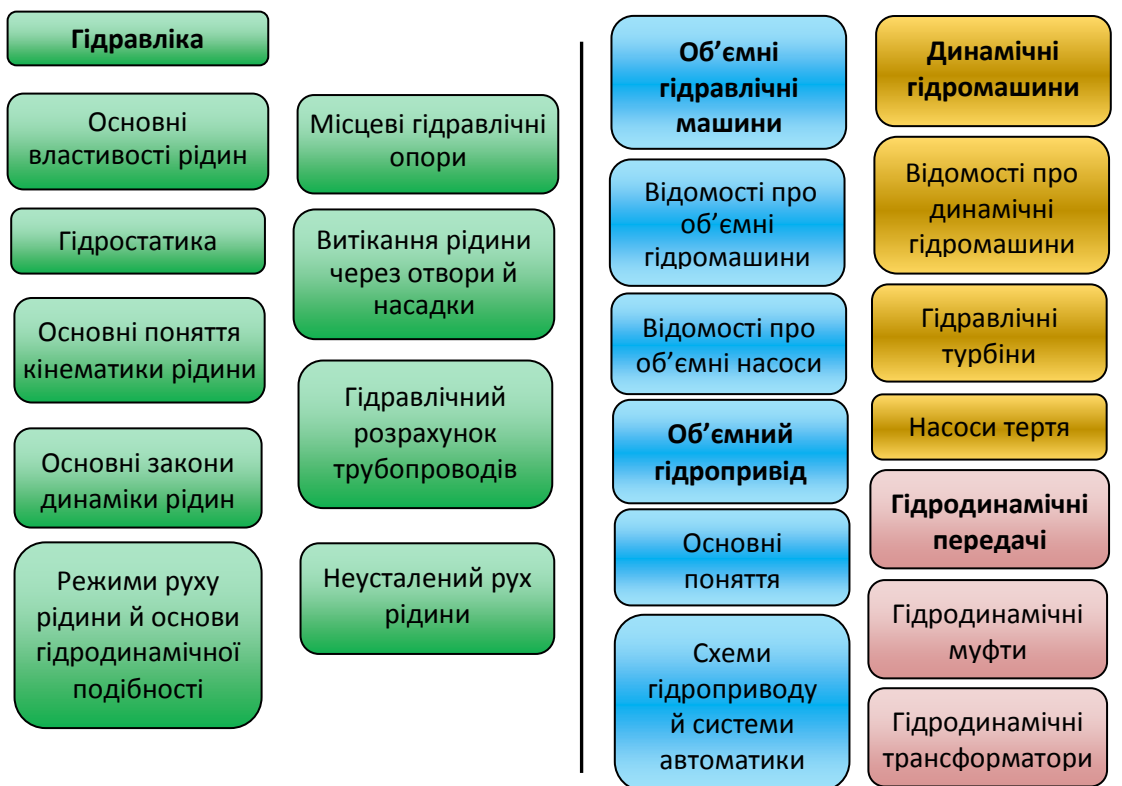 Гідравліка
Основні
властивості рідин
Гідростатика
Основні поняття
кінематики рідини
Основні закони
динаміки рідин
Режими руху
рідини й основи
гідродинамічної
подібності
Місцеві гідравлічні
опори
Витікання рідини
через отвори й
насадки
Гідравлічний
розрахунок
трубопроводів
Неусталений рух
рідини
Об’ємні
гідравлічні
машини
Відомості про
об’ємні
гідромашини
Відомості про
об’ємні насоси
Об’ємний
гідропривід
Основні
поняття
Схеми
гідроприводу
й системи
автоматики
Динамічні
гідромашини
Відомості про
динамічні
гідромашини
Гідравлічні
турбіни
Насоси тертя
Гідродинамічні
передачі
Гідродинамічні
муфти
Гідродинамічні
трансформатори